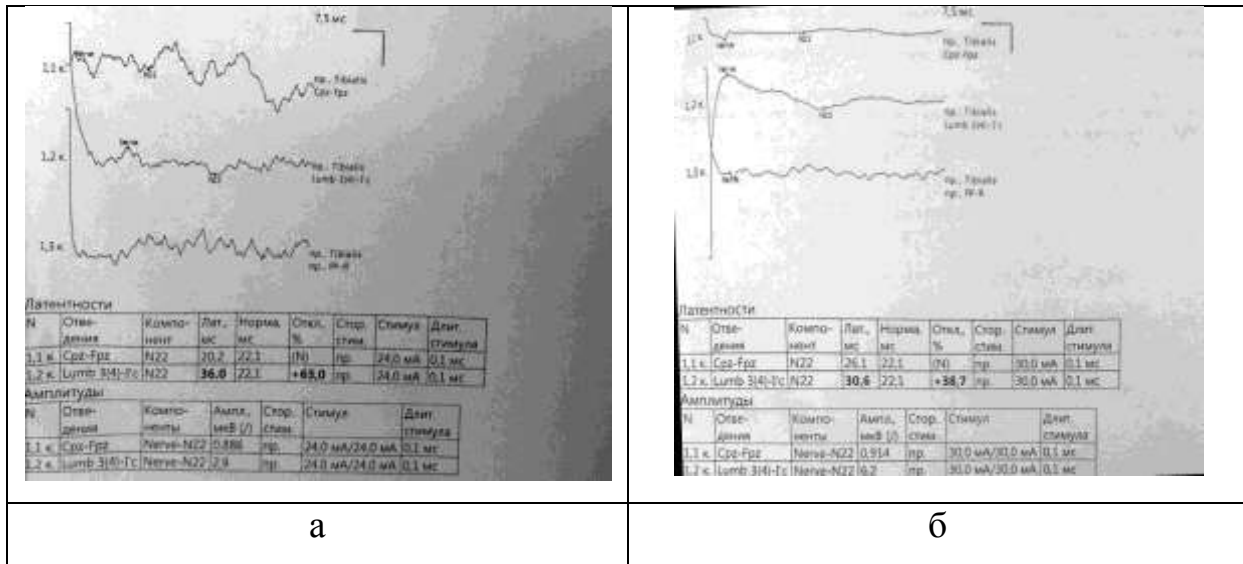 7,5 мс
1,1 к.
Nerve
N22
пр., Tibialis
Cpz-Fpz
1,2 к.
Nerve
N22
пр., Tibialis
Lumb 3(4)-Гс
1,3 к.
пр., Tibialis
пр., PF-R
Латентности
N Отве-дения Компо-нент Лат., мс Норма, мс Откл., % Стор. стим. Стимул Длит. стимула
1,1 к. Cpz-Fpz N22 20,2 22,1 (N) пр. 24,0 мА 0,1 мс
1,2 к. Lumb 3(4)-Гс N22 36,0 22,1 +63,0 пр. 24,0 мА 0,1 мс
Амплитуды
N Отве-дения Компо-ненты Ампл., мкВ (/) Стор. стим. Стимул Длит. стимула
1,1 к. Cpz-Fpz Nerve-N22 0,886 пр. 24,0 мА/24,0 мА 0,1 мс
1,2 к. Lumb 3(4)-Гс Nerve-N22 2,9 пр. 24,0 мА/24,0 мА 0,1 мс
а
7,5 мс
Nerve
N22
пр., Tibialis
Cpz-Fpz
1,2 к.
Nerve
N22
пр., Tibialis
Lumb 3(4)-Гс
1,3 к.
пр., Tibialis
пр., PF-R
Латентности
N Отве-дения Компо-нент Лат., мс Норма, мс Откл., % Стор. стим. Стимул Длит. стимула
1,1 к. Cpz-Fpz N22 26,1 22,1 (N) пр. 30,0 мА 0,1 мс
1,2 к. Lumb 3(4)-Гс N22 30,6 22,1 +38,7 пр. 30,0 мА 0,1 мс
Амплитуды
N Отве-дения Компо-ненты Ампл., мкВ (/) Стор. стим. Стимул Длит. стимула
1,1 к. Cpz-Fpz Nerve-N22 0,914 пр. 30,0 мА/30,0 мА 0,1 мс
1,2 к. Lumb 3(4)-Гс Nerve-N22 6,2 пр. 30,0 мА/30,0 мА 0,1 мс
б